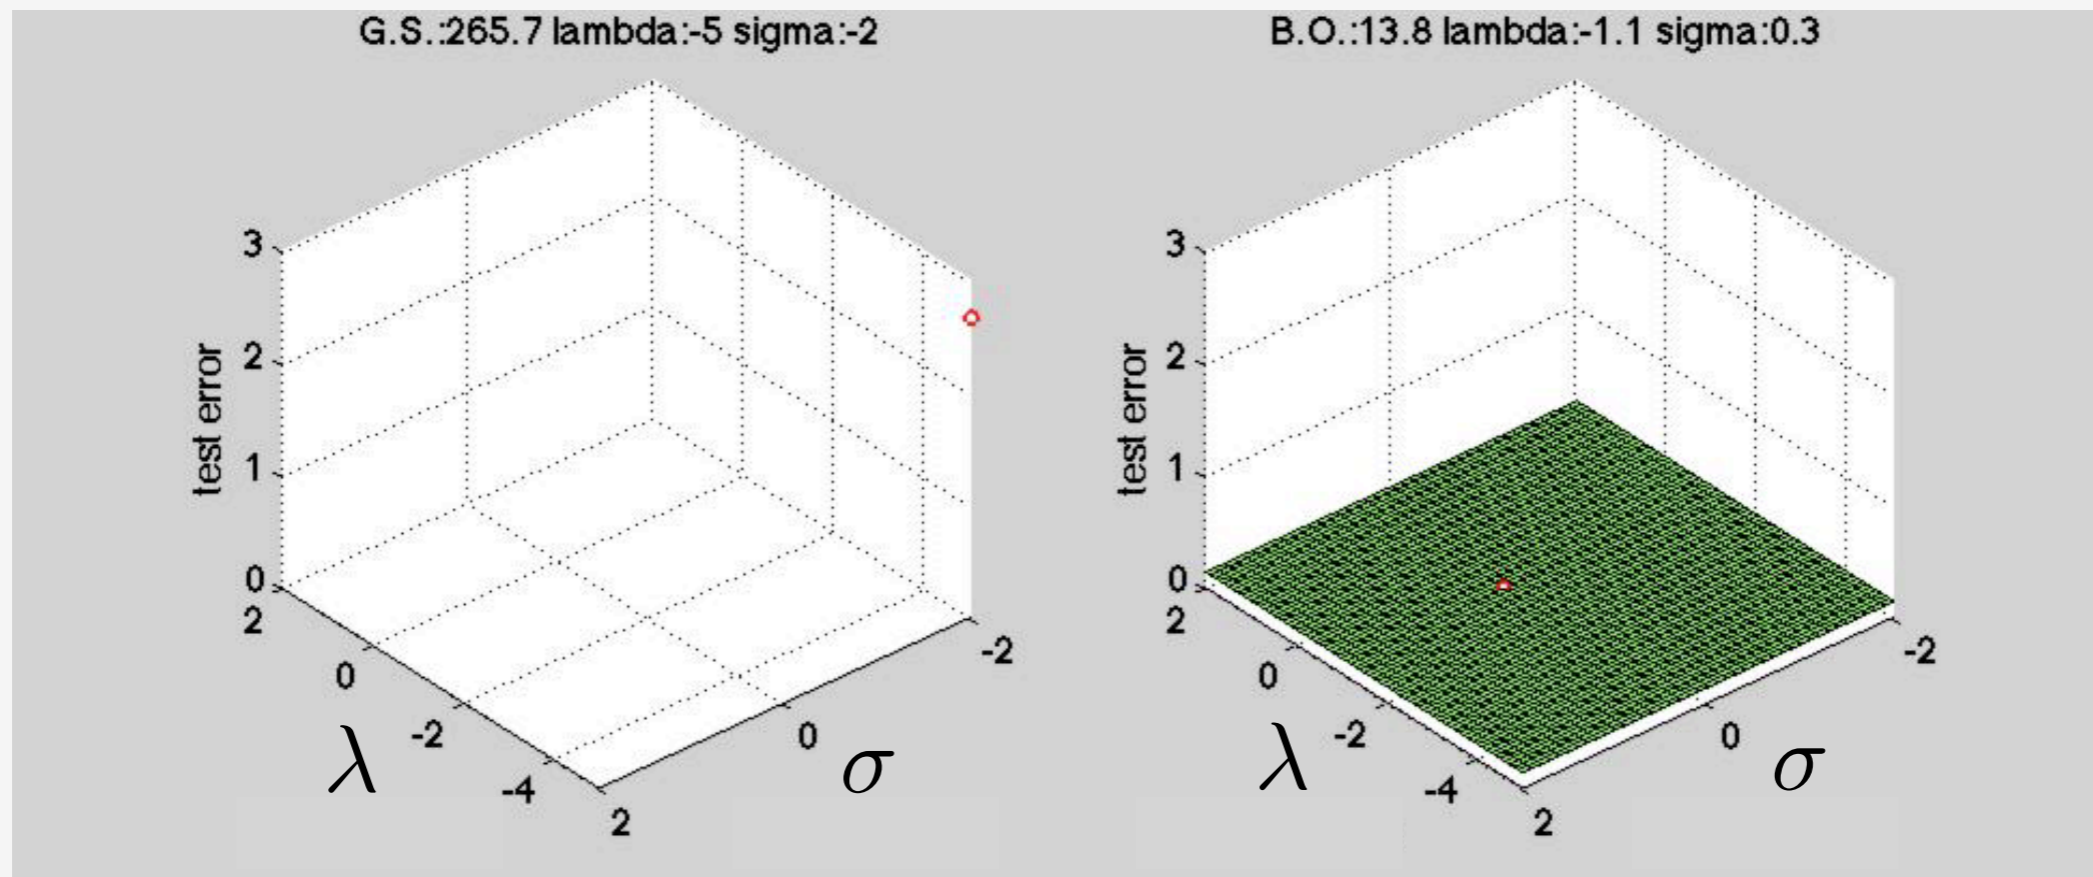 G.S.:265.7 lambda:-5 sigma:-2
3
2
1
0
test error
2
0
-2
-4
λ
2
0
-2
σ
B.O.:13.8 lambda:-1.1 sigma:0.3
3
2
1
0
test error
2
0
-2
-4
λ
2
0
-2
σ